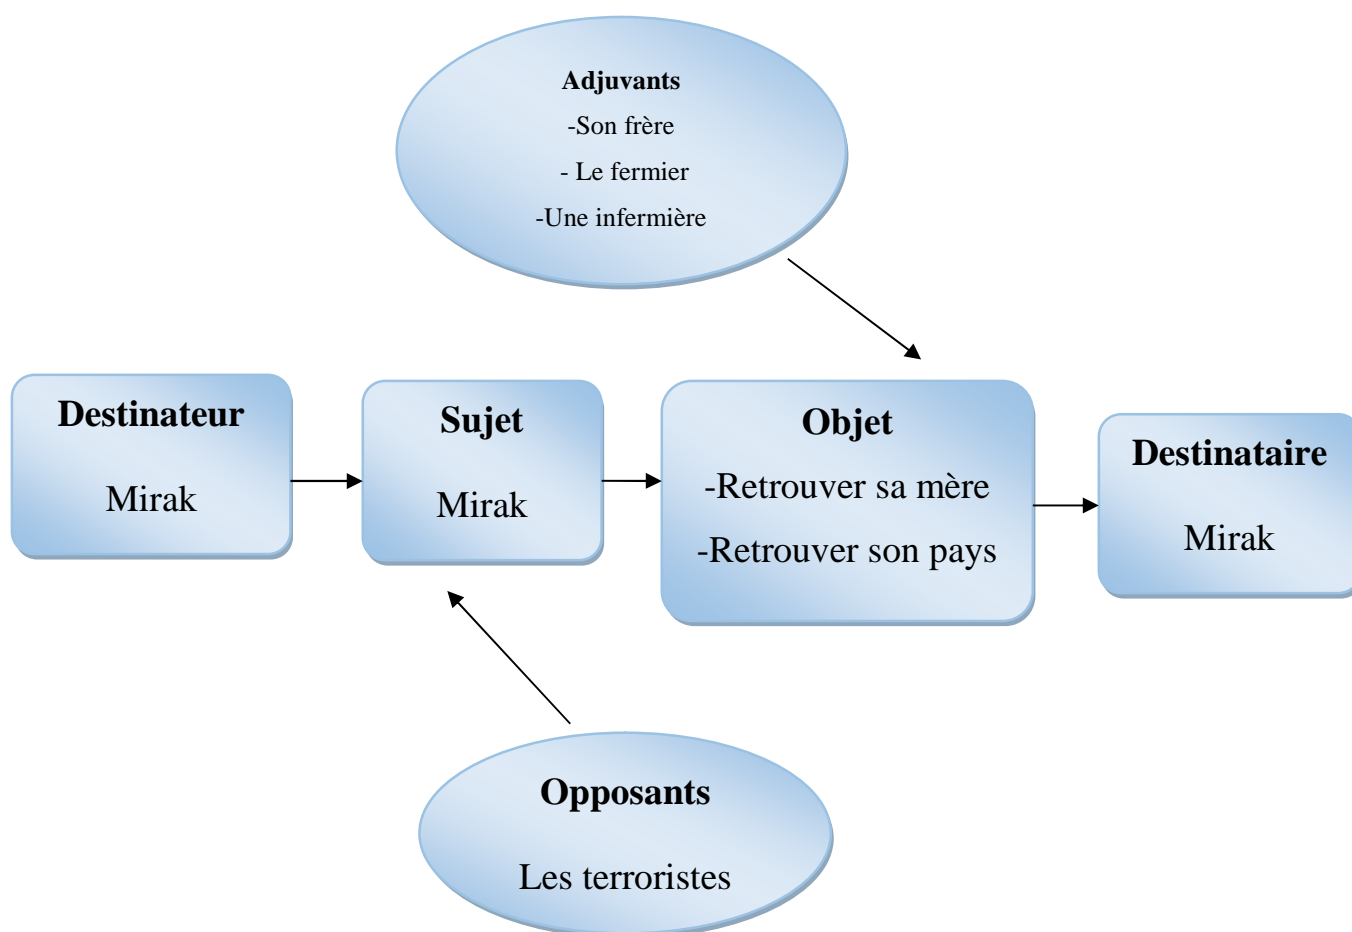 Adjuvants
-Son frère
- Le fermier
-Une infermière
Destinateur
Mirak
Sujet
Mirak
Objet
-Retrouver sa mère
-Retrouver son pays
Destinataire
Mirak
Opposants
Les terroristes